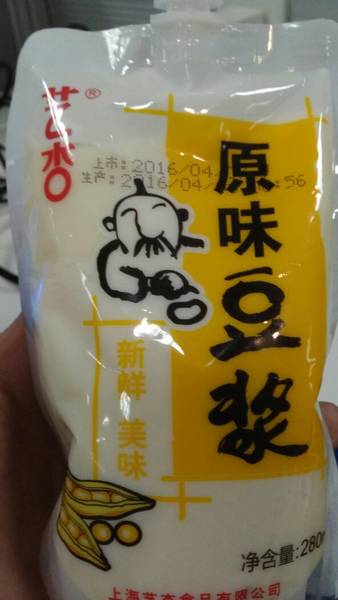 艺杏®
上市:2016/04/
生产:2016/04/ :56
原味豆浆
新鲜 美味
净含量:280
上海艺杏食品有限公司